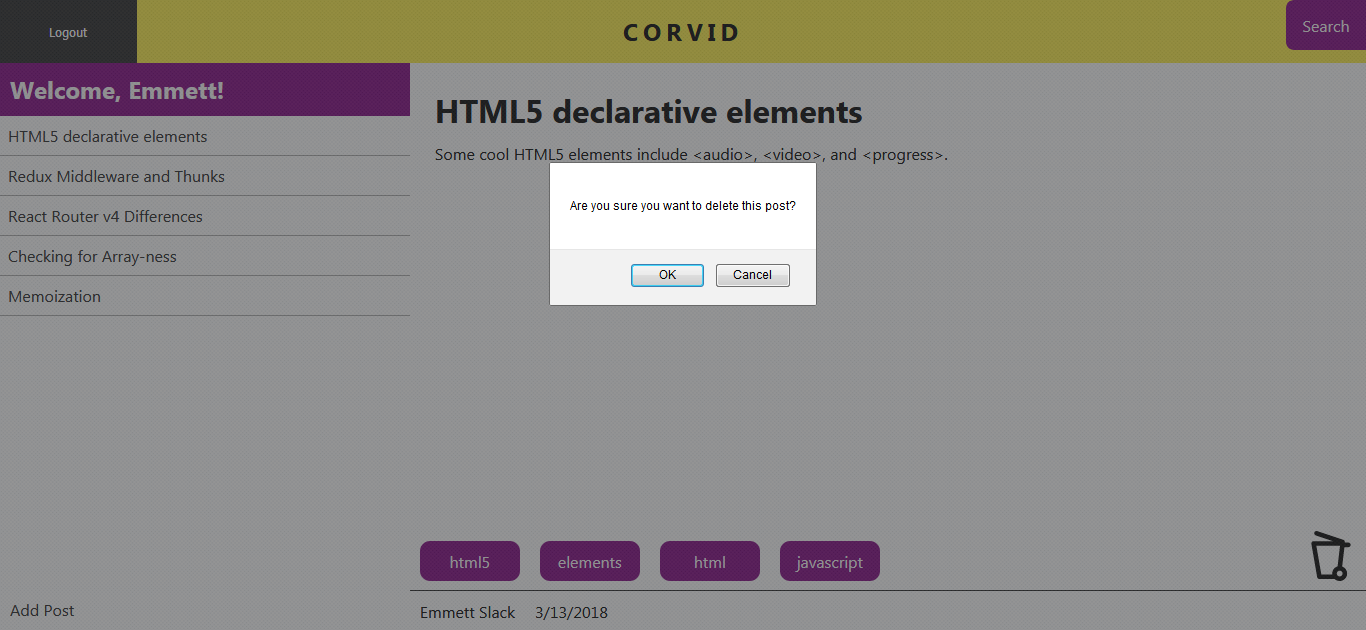 Logout
CORVID
Search
Welcome, Emmett!
HTML5 declarative elements
Redux Middleware and Thunks
React Router v4 Differences
Checking for Array-ness
Memoization
Add Post
HTML5 declarative elements
Some cool HTML5 elements include <audio>, <video>, and <progress>.
Are you sure you want to delete this post?
OK Cancel
html5 elements html javascript
Emmett Slack 3/13/2018